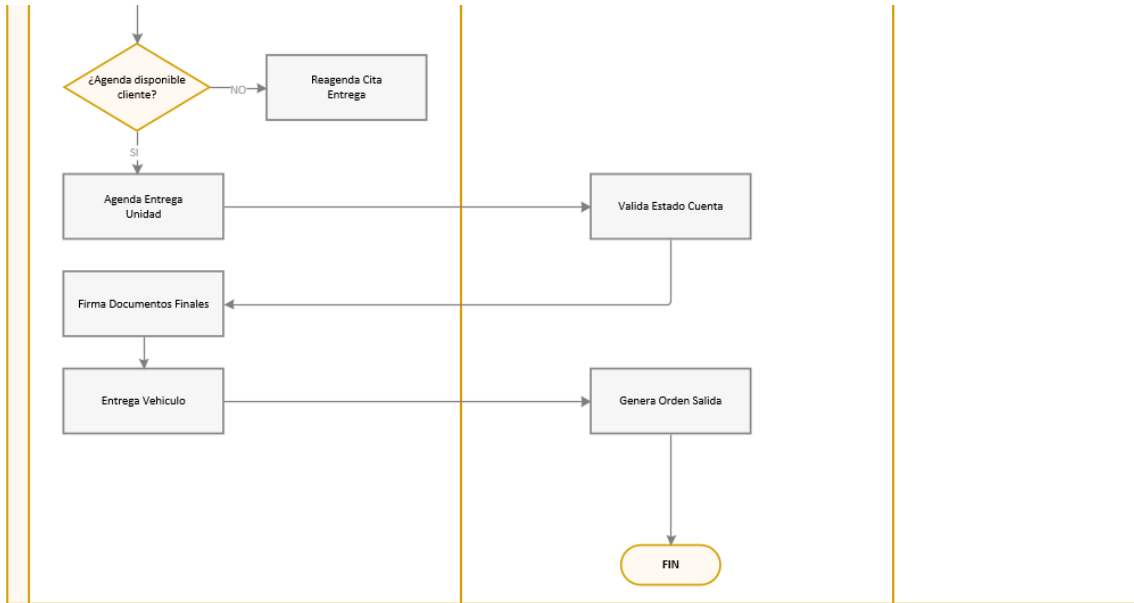 ¿Agenda disponible
cliente?
NO
Reagenda Cita
Entrega
SI
Agenda Entrega
Unidad
Valida Estado Cuenta
Firma Documentos Finales
Entrega Vehiculo
Genera Orden Salida
FIN